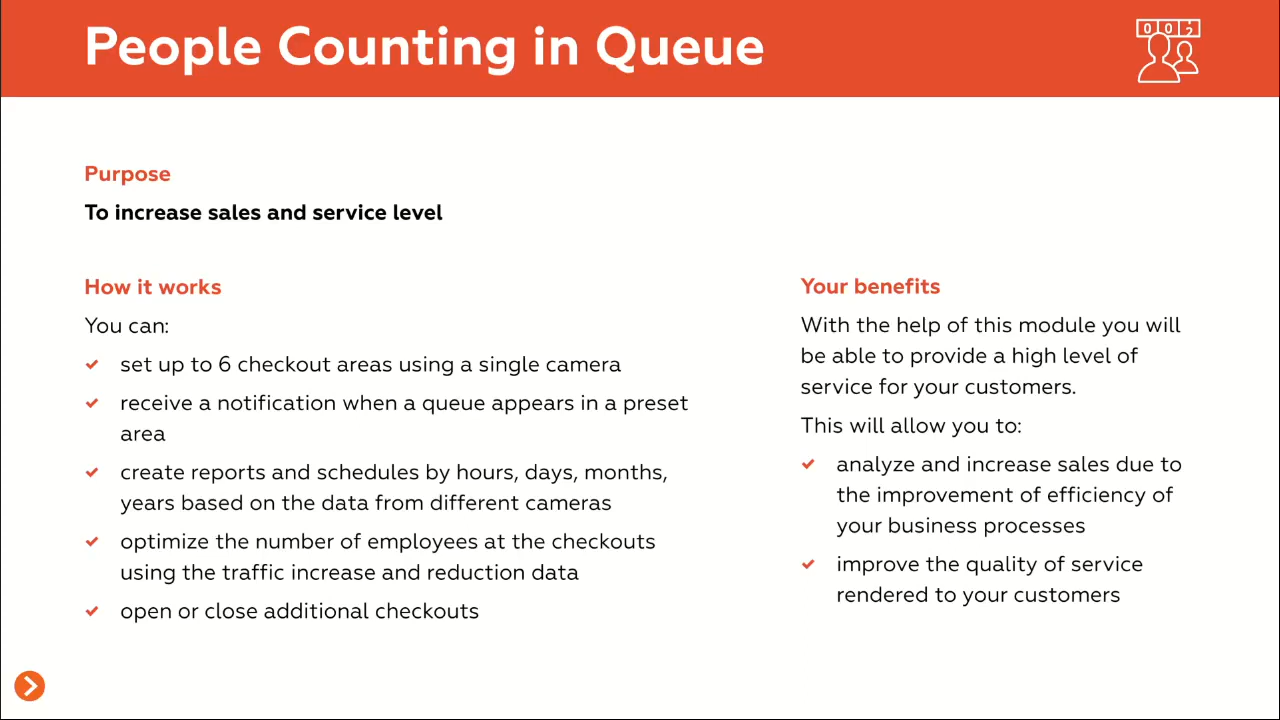 People Counting in Queue
Purpose
To increase sales and service level
How it works
You can:
set up to 6 checkout areas using a single camera
receive a notification when a queue appears in a preset
area
create reports and schedules by hours, days, months,
years based on the data from different cameras
optimize the number of employees at the checkouts
using the traffic increase and reduction data
open or close additional checkouts
Your benefits
With the help of this module you will
be able to provide a high level of
service for your customers.
This will allow you to:
analyze and increase sales due to
the improvement of efficiency of
your business processes
improve the quality of service
rendered to your customers